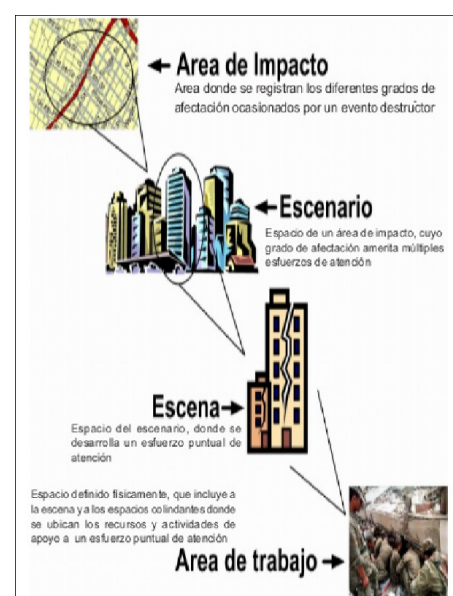 Area de Impacto
Area donde se registran los diferentes grados de
afectación ocasionados por un evento destructor
Escenario
Espacio de un área de impacto, cuyo
grado de afectación amerita múltiples
esfuerzos de atención
Escena
Espacio del escenario, donde se
desarrolla un esfuerzo puntual de
atención
Espacio definido físicamente, que incluye a
la escena y a los espacios colindantes donde
se ubican los recursos y actividades de
apoyo a un esfuerzo puntual de atención
Area de trabajo